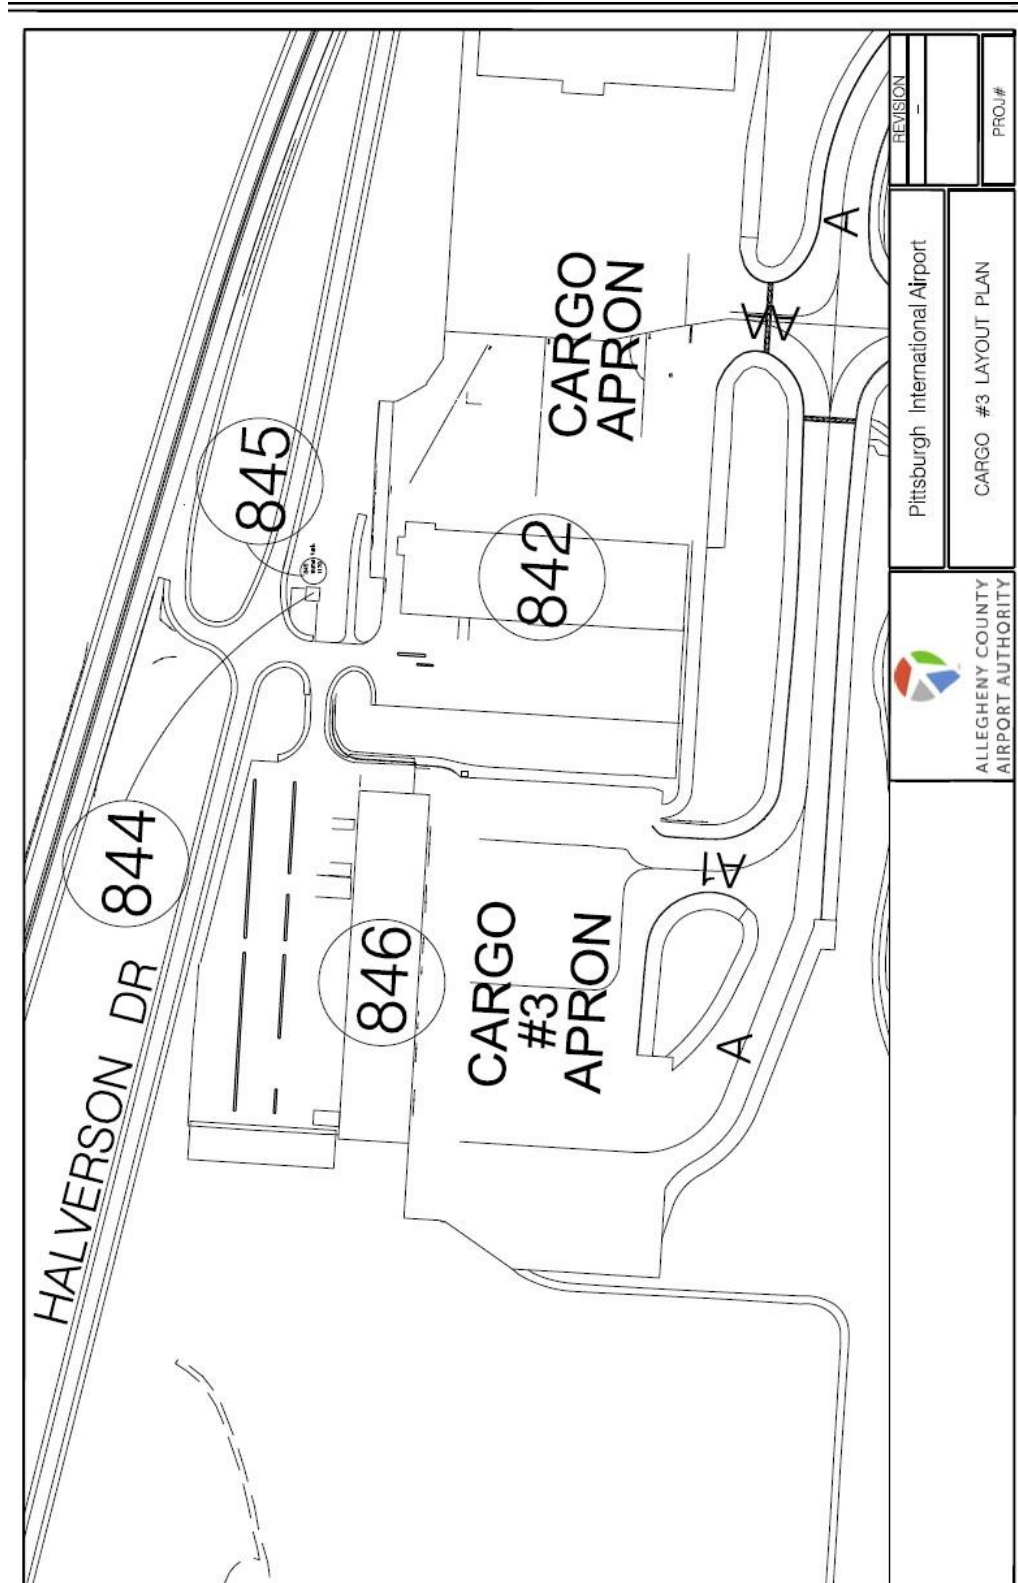 HALVERSON DR
844
845
846
842
CARGO
APRON
CARGO
#3
APRON
A1
A
A
REVISION
-
PROJ#
Pittsburgh International Airport
CARGO #3 LAYOUT PLAN
ALLEGHENY COUNTY
AIRPORT AUTHORITY